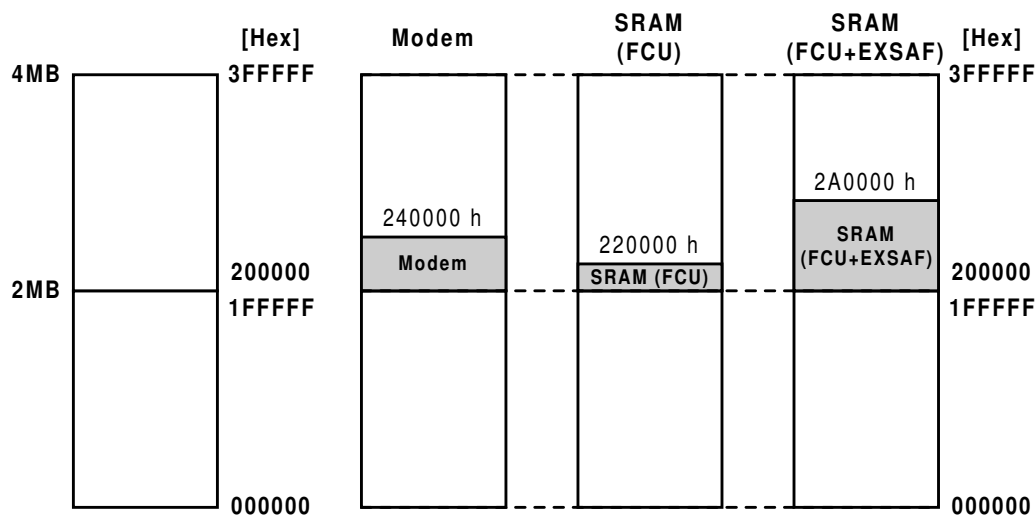 [Hex]
Modem
SRAM
(FCU)
SRAM
(FCU+EXSAF)
[Hex]
4MB
3FFFFF
3FFFFF
240000 h
220000 h
2A0000 h
Modem
SRAM (FCU)
SRAM
(FCU+EXSAF)
2MB
200000
1FFFFF
200000
1FFFFF
000000
000000